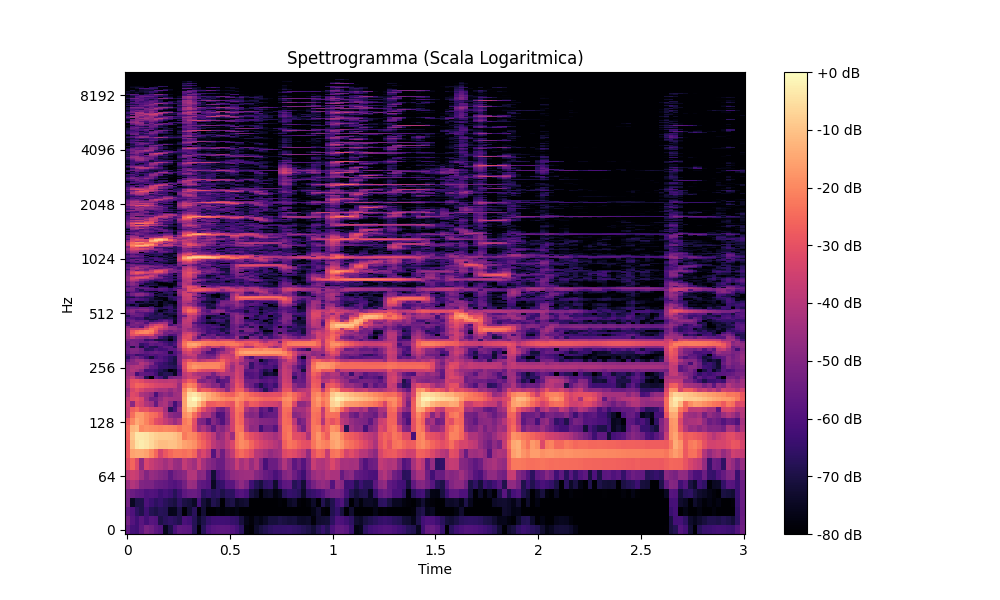 Spettrogramma (Scala Logaritmica)
Hz
8192
4096
2048
1024
512
256
128
64
0
0
0.5
1
1.5
2
2.5
3
Time
+0 dB
-10 dB
-20 dB
-30 dB
-40 dB
-50 dB
-60 dB
-70 dB
-80 dB